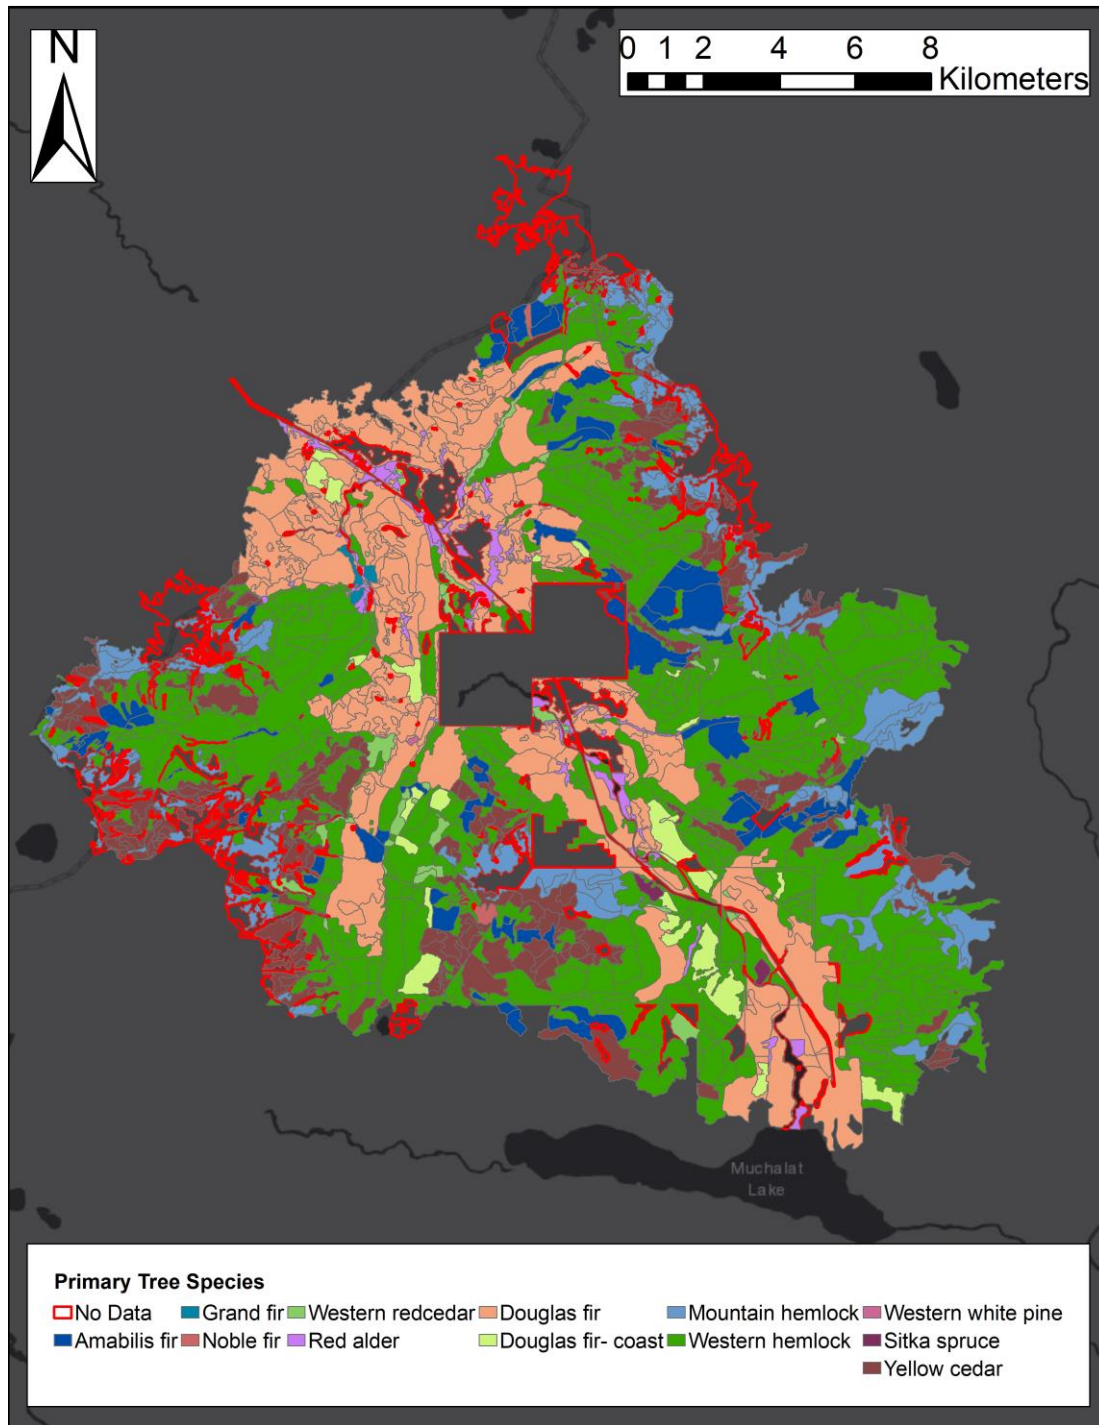 N
0 1 2 4 6 8
Kilometers
Muchalat
Lake
Primary Tree Species
No Data Grand fir Western redcedar Douglas fir Mountain hemlock Western white pine
Amabilis fir Noble fir Red alder Douglas fir- coast Western hemlock Sitka spruce
Yellow cedar